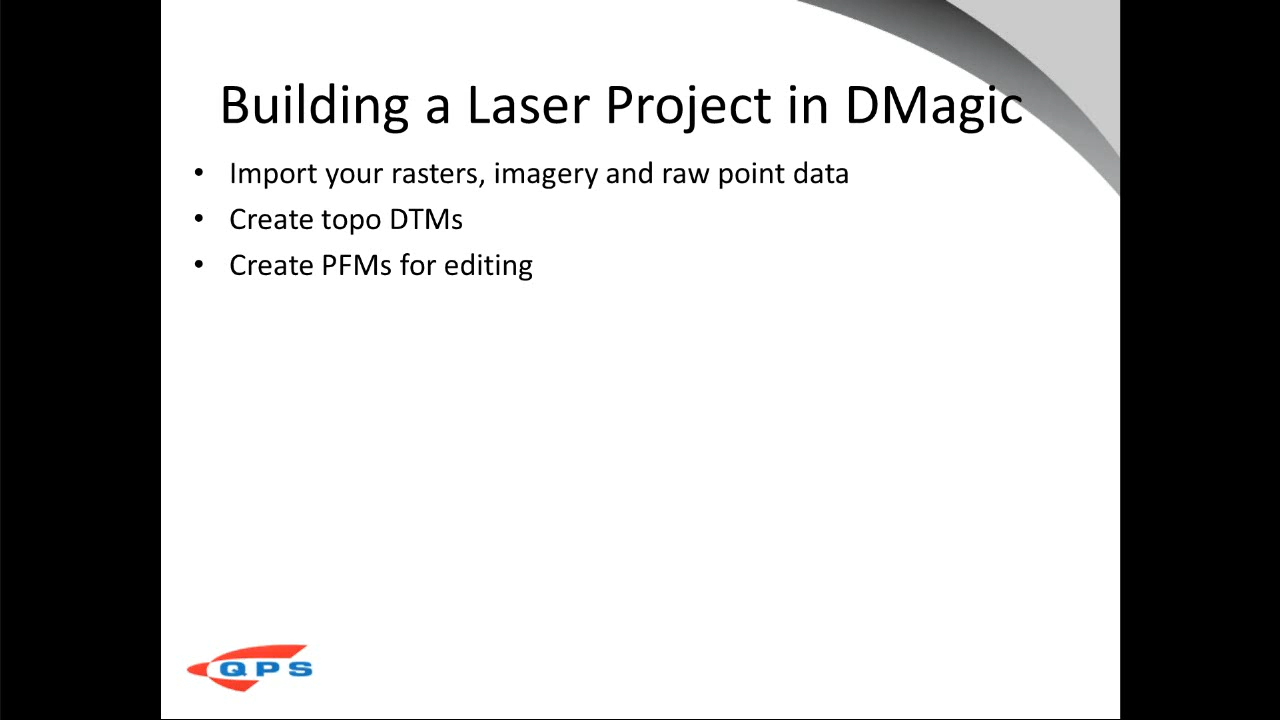 Building a Laser Project in DMagic
• Import your rasters, imagery and raw point data
• Create topo DTMs
• Create PFMs for editing
QPS